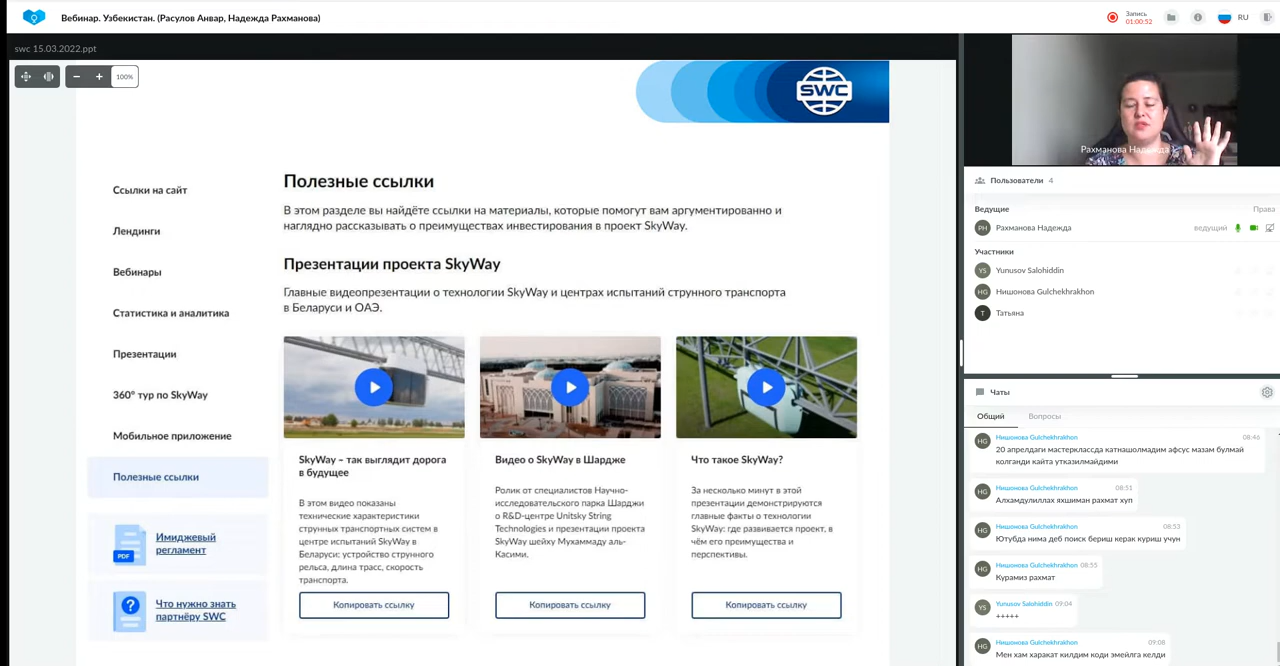 Вебинар. Узбекистан. (Расулов Анвар, Надежда Рахманова)
Запись
01:00:52
RU
swc 15.03.2022.ppt
100%
SWC
Ссылки на сайт
Лендинги
Вебинары
Статистика и аналитика
Презентации
360° тур по SkyWay
Мобильное приложение
Полезные ссылки
PDF
Имиджевый
регламент
?
Что нужно знать
партнёру SWC
Полезные ссылки
В этом разделе вы найдёте ссылки на материалы, которые помогут вам аргументированно и
наглядно рассказывать о преимуществах инвестирования в проект SkyWay.
Презентации проекта SkyWay
Главные видеопрезентации о технологии SkyWay и центрах испытаний струнного транспорта
в Беларуси и ОАЭ.
SkyWay – так выглядит дорога
в будущее
В этом видео показаны
технические характеристики
струнных транспортных систем в
центре испытаний SkyWay в
Беларуси: устройство струнного
рельса, длина трасс, скорость
транспорта.
Копировать ссылку
Видео о SkyWay в Шардже
Ролик от специалистов Научно-
исследовательского парка Шарджи
о R&D-центре Unitsky String
Technologies и презентации проекта
SkyWay шейху Мухаммаду аль-
Касими.
Копировать ссылку
Что такое SkyWay?
За несколько минут в этой
презентации демонстрируются
главные факты о технологии
SkyWay: где развивается проект, в
чём его преимущества и
перспективы.
Копировать ссылку
Рахманова Надежда
Пользователи 4
Ведущие Права
РН Рахманова Надежда ведущий
Участники
YS Yunusov Salohiddin
HG Нишонова Gulchekhrakhon
Т Татьяна
Чаты
Общий Вопросы
HG Нишонова Gulchekhrakhon 08:46
20 апрелдаги мастерклассда катнашолмадим афсус мазам булмай
колганди кайта утказилмайдими
HG Нишонова Gulchekhrakhon 08:51
Алхамдулиллах яхшиман рахмат хуп
HG Нишонова Gulchekhrakhon 08:53
Ютубда нима деб поиск бериш керак куриш учун
HG Нишонова Gulchekhrakhon 08:55
Курамиз рахмат
YS Yunusov Salohiddin 09:04
+++++
HG Нишонова Gulchekhrakhon 09:08
Мен хам харакат килдим коди эмейлга келди